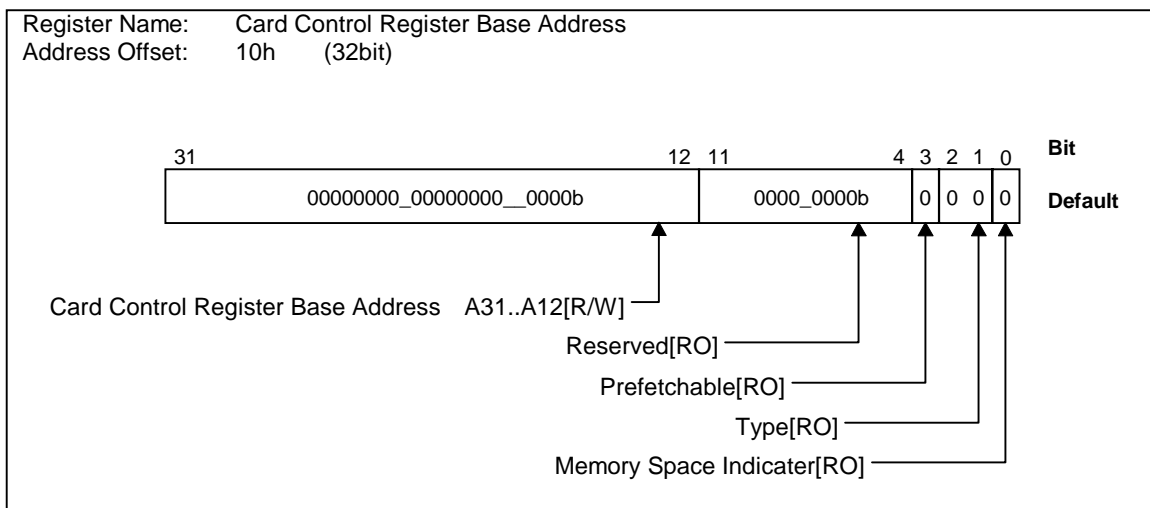 Register Name: Card Control Register Base Address
Address Offset: 10h (32bit)
31 12 11 4 3 2 1 0 Bit
00000000_00000000__0000b 0000_0000b 0 0 0 0 Default
Card Control Register Base Address A31..A12[R/W]
Reserved[RO]
Prefetchable[RO]
Type[RO]
Memory Space Indicater[RO]